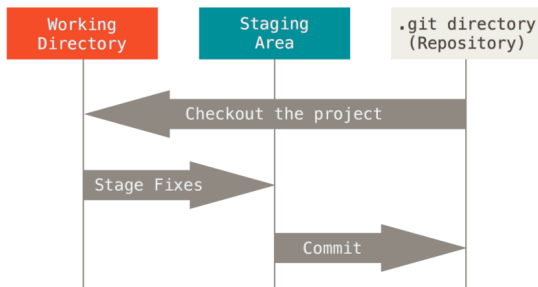 Working
Directory
Staging
Area
.git directory
(Repository)
Checkout the project
Stage Fixes
Commit